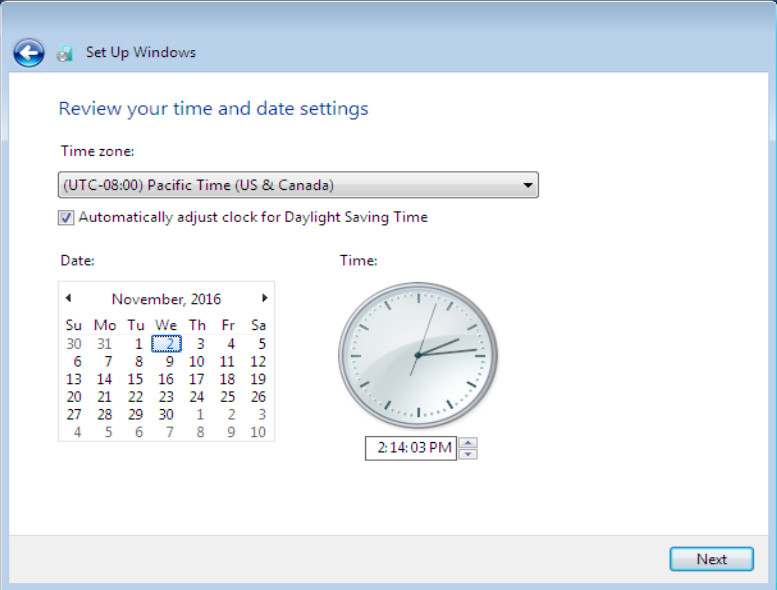 Set Up Windows
Review your time and date settings
Time zone:
(UTC-08:00) Pacific Time (US & Canada)
Automatically adjust clock for Daylight Saving Time
Date:
Time:
November, 2016
Su Mo Tu We Th Fr Sa
30 31 1 2 3 4 5
6 7 8 9 10 11 12
13 14 15 16 17 18 19
20 21 22 23 24 25 26
27 28 29 30 1 2 3
4 5 6 7 8 9 10
2:14:03 PM
Next